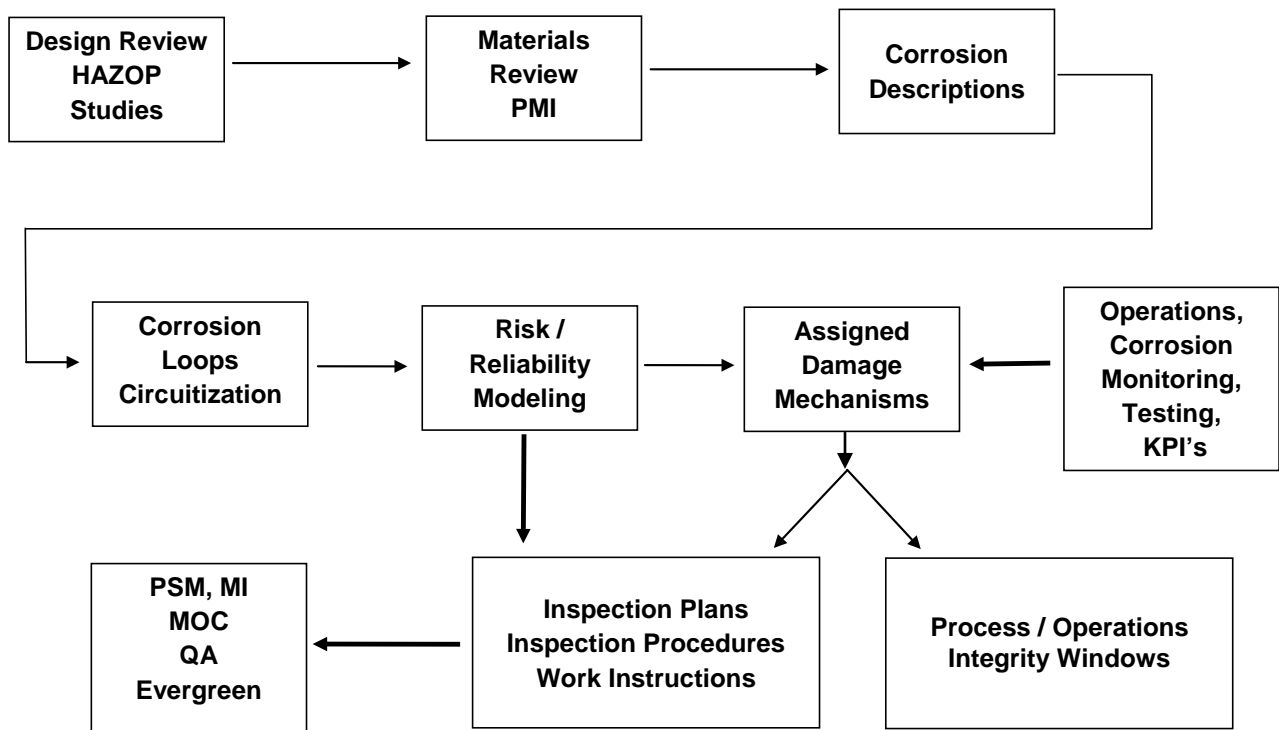 Design Review
HAZOP
Studies
Materials
Review
PMI
Corrosion
Descriptions
Corrosion
Loops
Circuitization
Risk /
Reliability
Modeling
Assigned
Damage
Mechanisms
Operations,
Corrosion
Monitoring,
Testing,
KPI's
PSM, MI
MOC
QA
Evergreen
Inspection Plans
Inspection Procedures
Work Instructions
Process / Operations
Integrity Windows